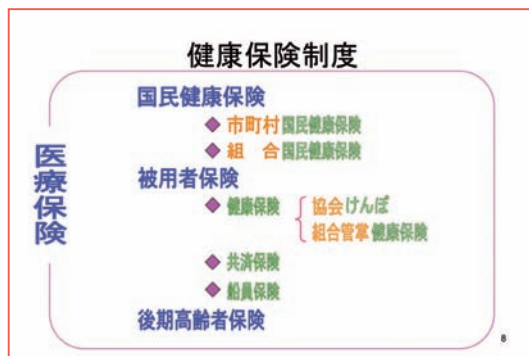 健康保険制度
医療保険
国民健康保険
◆ 市町村国民健康保険
◆ 組　合国民健康保険
被用者保険
◆ 健康保険
協会けんぽ
組合管掌健康保険
◆ 共済保険
◆ 船員保険
後期高齢者保険
8